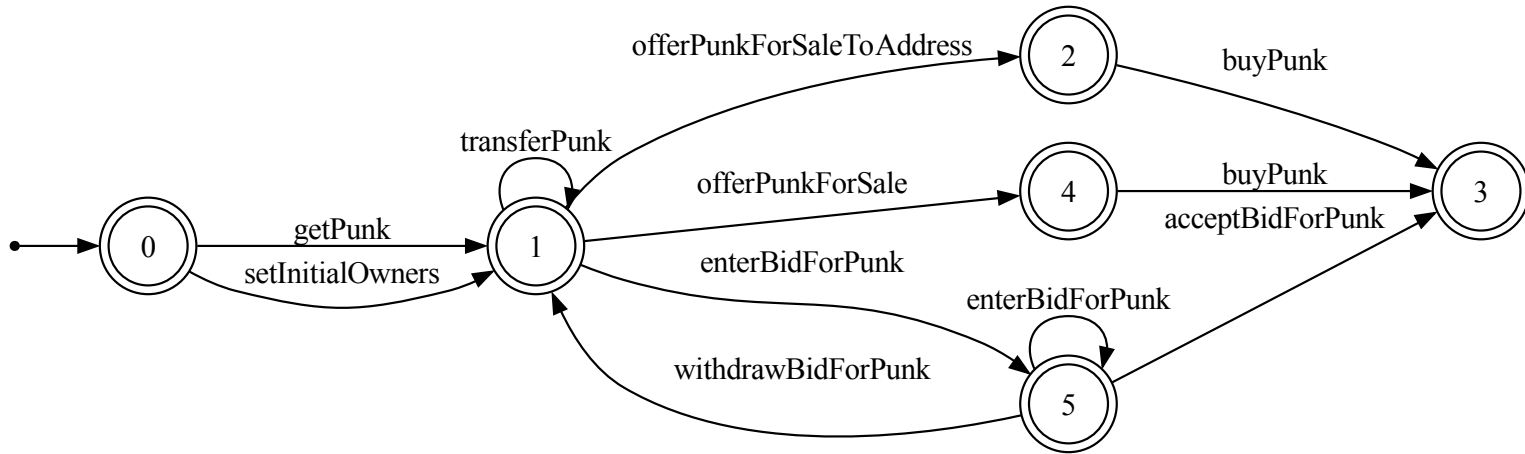 offerPunkForSaleToAddress
2
buyPunk
transferPunk
offerPunkForSale
4
buyPunk
3
acceptBidForPunk
0
getPunk
setInitialOwners
1
enterBidForPunk
enterBidForPunk
withdrawBidForPunk
5